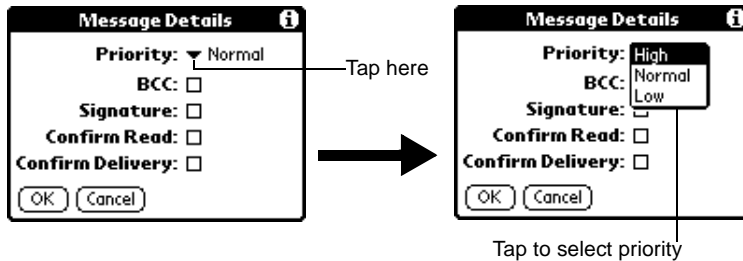 Message Details i
Priority: Normal
BCC:
Signature:
Confirm Read:
Confirm Delivery:
OK Cancel
Tap here
Message Details i
Priority: High
Normal
Low
BCC:
Signature:
Confirm Read:
Confirm Delivery:
OK Cancel
Tap to select priority